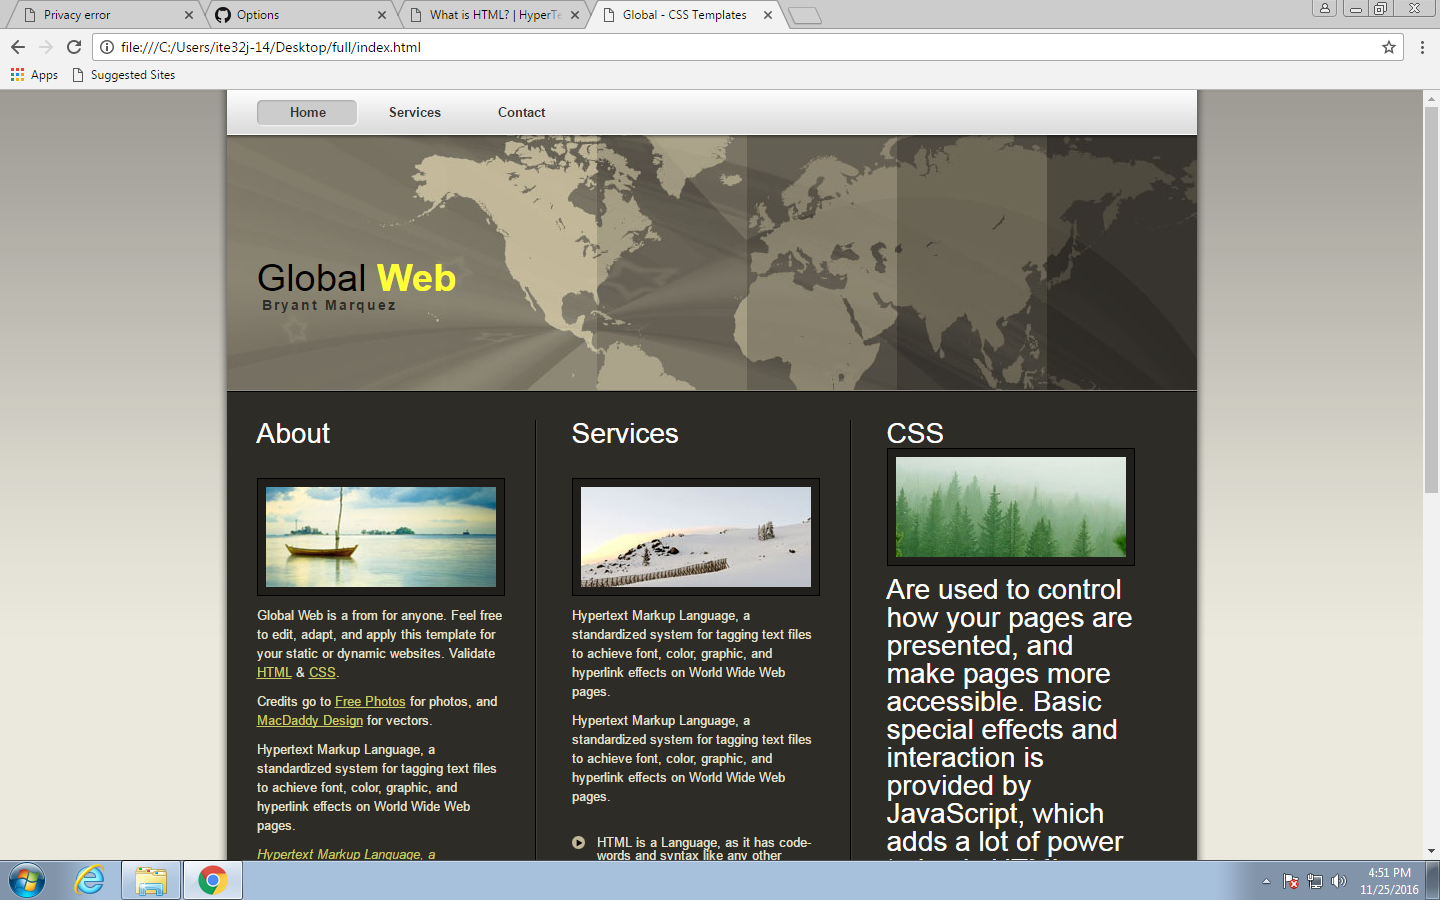 Privacy error
Options
What is HTML? | HyperTe
Global - CSS Templates
file:///C:/Users/ite32j-14/Desktop/full/index.html
Apps
Suggested Sites
Home
Services
Contact
Global Web
Bryant Marquez
About
Global Web is a from for anyone. Feel free
to edit, adapt, and apply this template for
your static or dynamic websites. Validate
HTML & CSS.
Credits go to Free Photos for photos, and
MacDaddy Design for vectors.
Hypertext Markup Language, a
standardized system for tagging text files
to achieve font, color, graphic, and
hyperlink effects on World Wide Web
pages.
Hypertext Markup Language, a
Services
Hypertext Markup Language, a
standardized system for tagging text files
to achieve font, color, graphic, and
hyperlink effects on World Wide Web
pages.
Hypertext Markup Language, a
standardized system for tagging text files
to achieve font, color, graphic, and
hyperlink effects on World Wide Web
pages.
HTML is a Language, as it has code-
words and syntax like any other
CSS
Are used to control
how your pages are
presented, and
make pages more
accessible. Basic
special effects and
interaction is
provided by
JavaScript, which
adds a lot of power
4:51 PM
11/25/2016